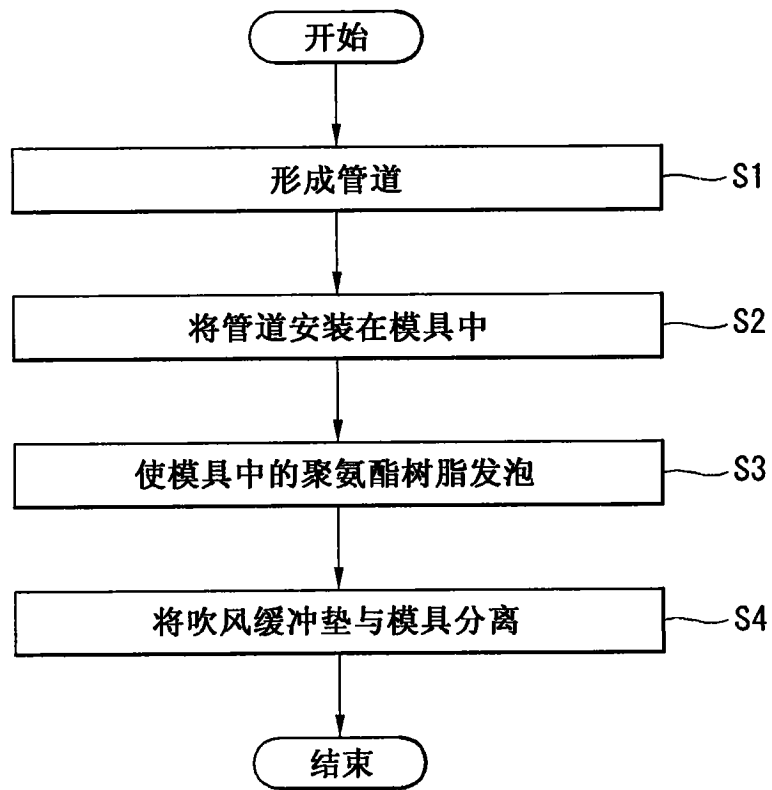 开始
形成管道
S1
将管道安装在模具中
S2
使模具中的聚氨酯树脂发泡
S3
将吹风缓冲垫与模具分离
S4
结束